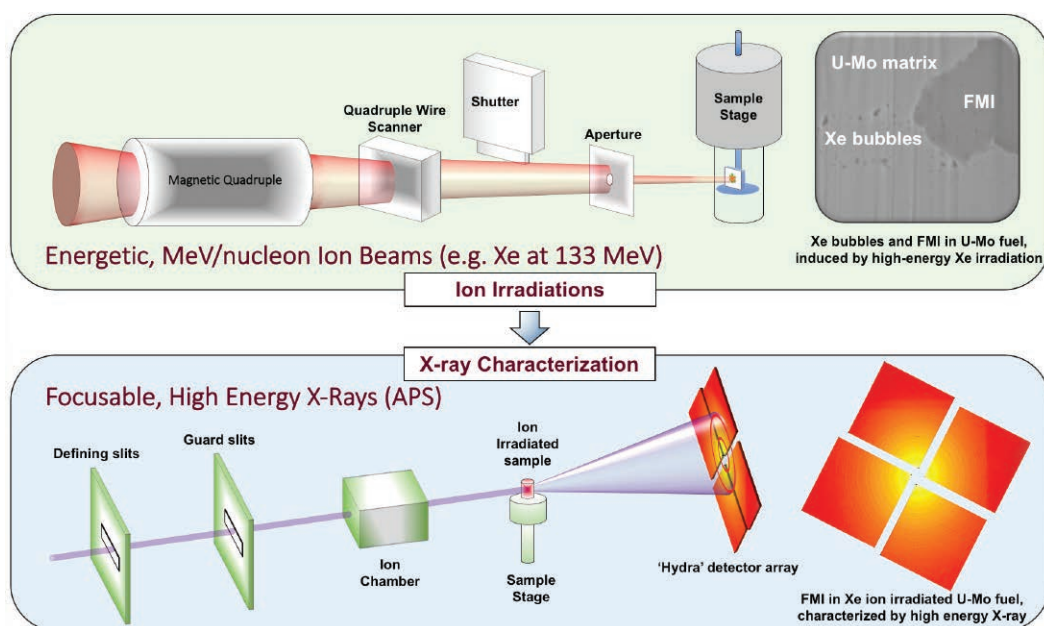 U-Mo matrix
FMI
Xe bubbles
Sample
Stage
Shutter
Quadruple Wire
Scanner
Aperture
Magnetic Quadruple
Xe bubbles and FMI in U-Mo fuel,
induced by high-energy Xe irradiation
Energetic, MeV/nucleon Ion Beams (e.g. Xe at 133 MeV)
Ion Irradiations
X-ray Characterization
Focusable, High Energy X-Rays (APS)
Defining slits
Guard slits
Ion
Chamber
Ion
Irradiated
sample
Sample
Stage
'Hydra' detector array
FMI in Xe ion irradiated U-Mo fuel,
characterized by high energy X-ray